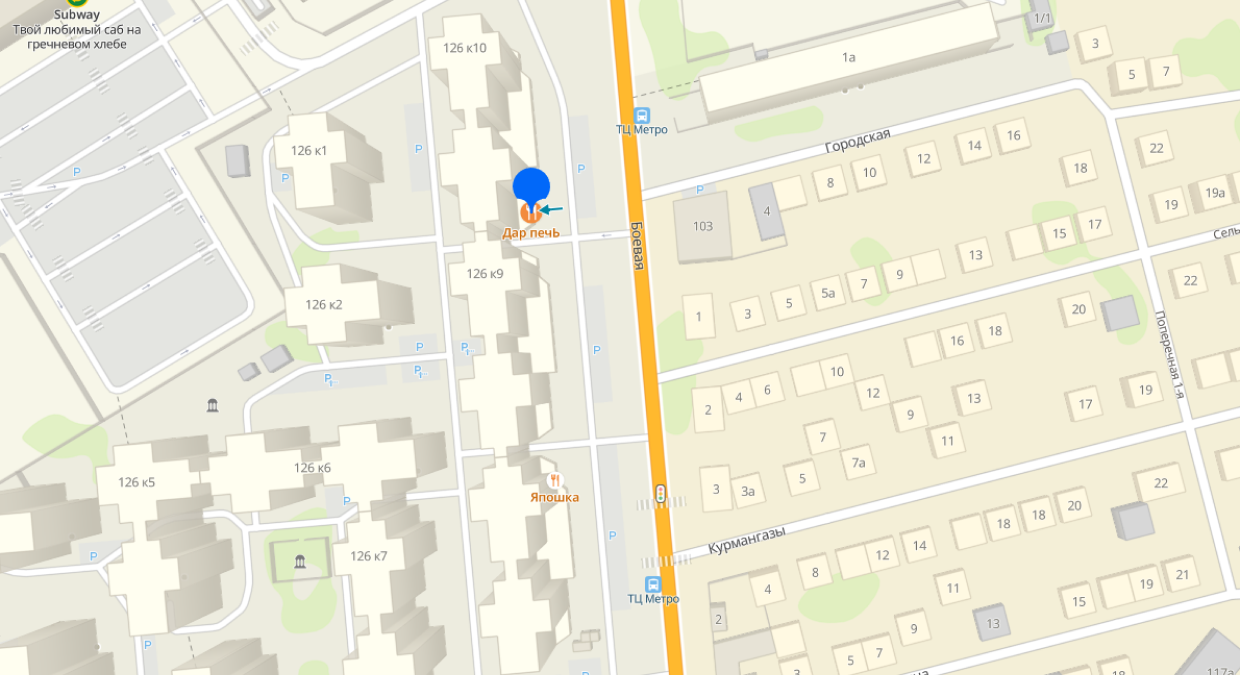 Subway
Твой любимый саб на
гречневом хлебе
126 к10
1а
1/1
3
5
7
ТЦ Метро
Городская
126 к1
P
P
P
P
P
16
14
12
10
8
18
22
19
19а
4
103
Дар печЬ
Боевая
17
15
13
Сель
126 к9
126 к2
1
3
5
5а
7
9
22
20
P
P
P
P
P
P
18
16
Поперечная 1-я
10
6
4
2
12
9
13
11
17
19
7
7а
5
3
3а
126 к5
126 к6
Япошка
P
P
P
22
20
18
18
Курмангазы
126 к7
14
12
8
4
ТЦ Метро
11
21
19
15
2
13
9
7
5
3
P
P
18
117а
на